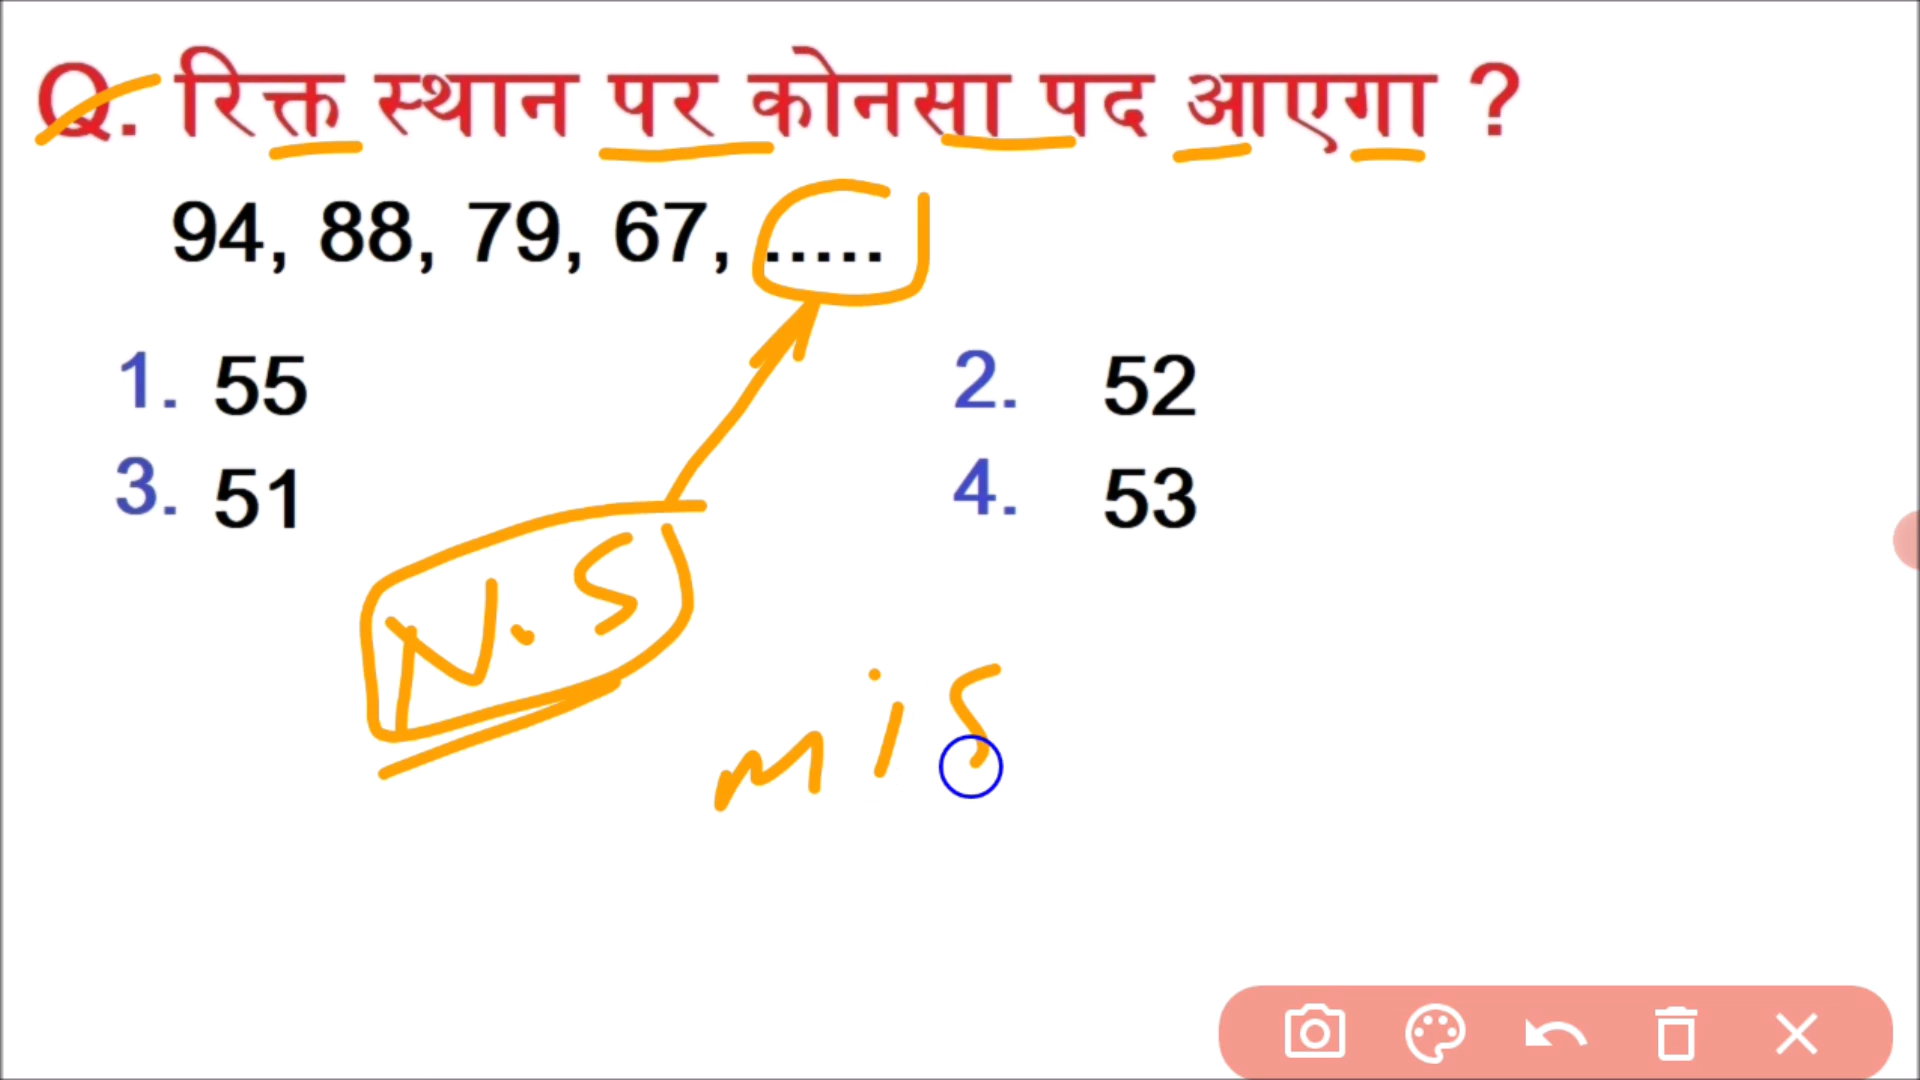 Q. रिक्त स्थान पर कोनसा पद आएगा ?
94, 88, 79, 67, .....
1. 55
2. 52
3. 51
4. 53
N.S
mis